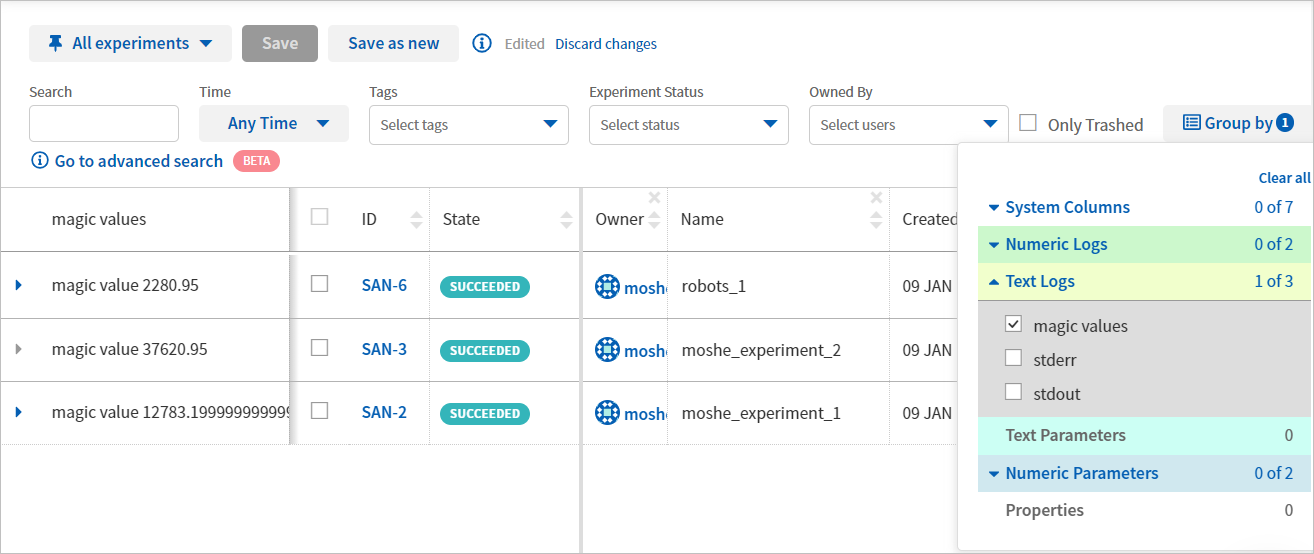 All experiments Save Save as new Edited Discard changes
Search Time Tags Experiment Status Owned By
Any Time Select tags Select status Select users Only Trashed Group by 1
Go to advanced search BETA
Clear all
System Columns 0 of 7
Numeric Logs 0 of 2
Text Logs 1 of 3
magic values
stderr
stdout
Text Parameters 0
Numeric Parameters 0 of 2
Properties 0
magic values ID State Owner Name Created
magic value 2280.95 SAN-6 SUCCEEDED moshe robots_1 09 JAN
magic value 37620.95 SAN-3 SUCCEEDED moshe moshe_experiment_2 09 JAN
magic value 12783.199999999999 SAN-2 SUCCEEDED moshe moshe_experiment_1 09 JAN